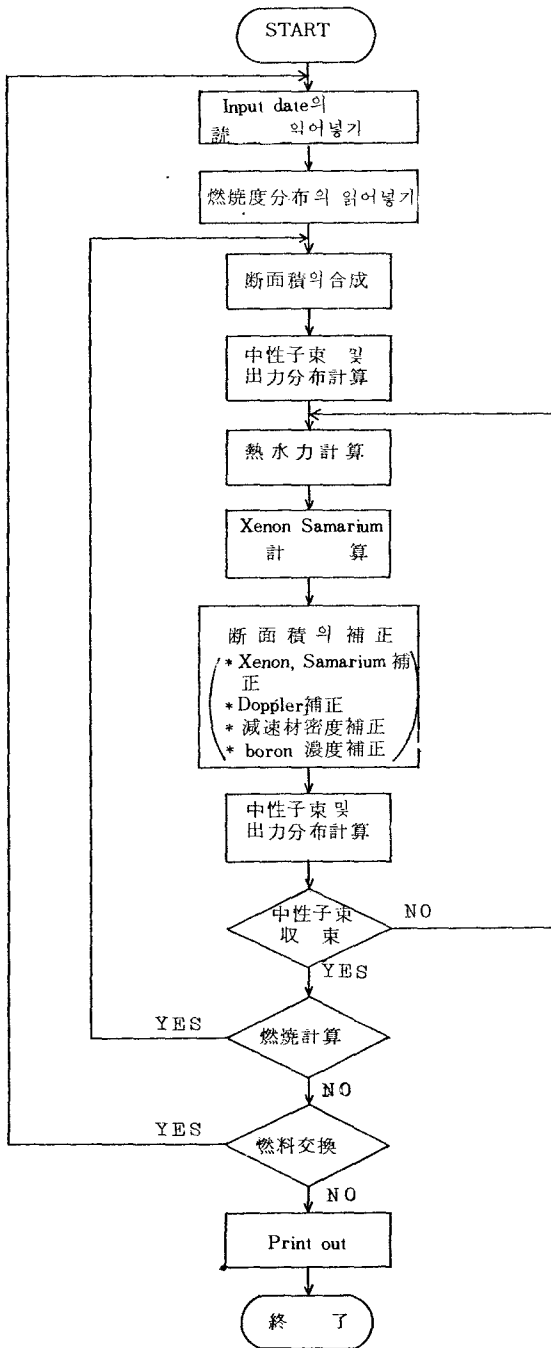 START
Input date의
読 읽어넣기
燃焼度分布의 읽어넣기
断面積의合成
中性子束 및
出力分布計算
熱水力計算
Xenon Samarium
計 算
断面積의補正
* Xenon, Samarium 補
正
* Doppler補正
* 減速材密度補正
* boron 濃度補正
中性子束 및
出力分布計算
中性子束
収 束
NO
YES
YES
燃焼計算
NO
YES
燃料交換
NO
Print out
終 了